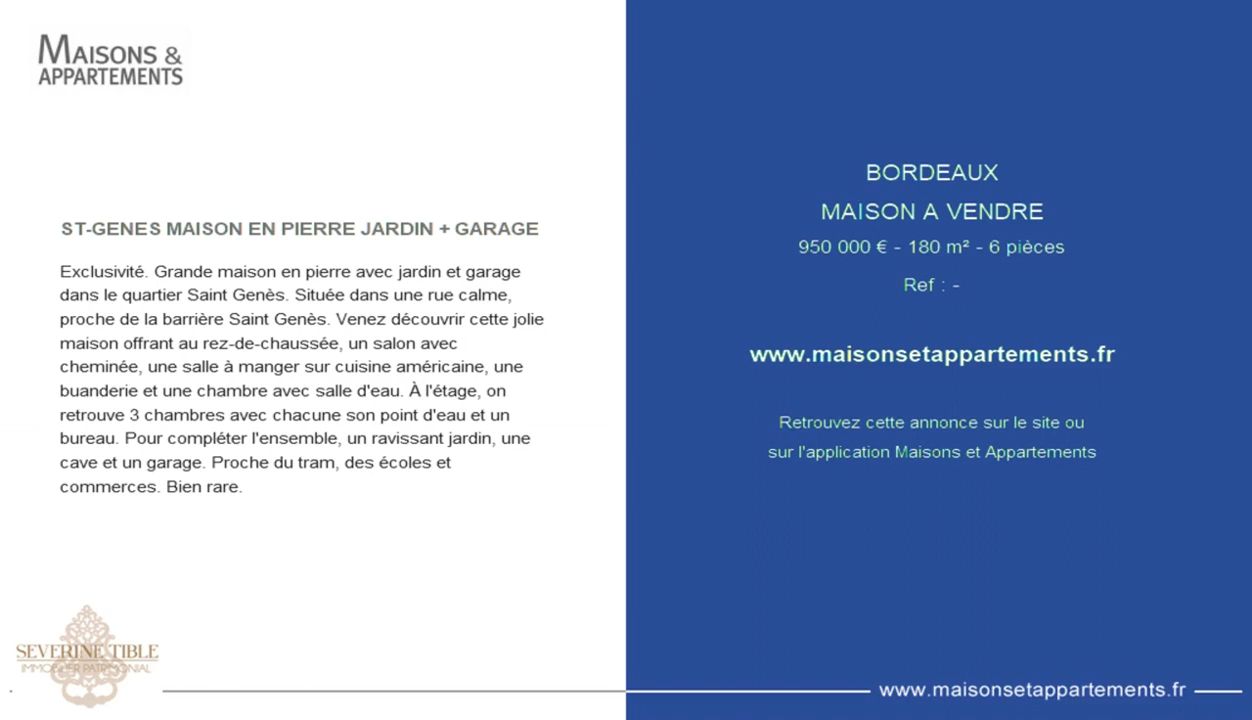 MAISONS &
APPARTEMENTS
ST-GENES MAISON EN PIERRE JARDIN + GARAGE
Exclusivité. Grande maison en pierre avec jardin et garage
dans le quartier Saint Genès. Située dans une rue calme,
proche de la barrière Saint Genès. Venez découvrir cette jolie
maison offrant au rez-de-chaussée, un salon avec
cheminée, une salle à manger sur cuisine américaine, une
buanderie et une chambre avec salle d'eau. À l'étage, on
retrouve 3 chambres avec chacune son point d'eau et un
bureau. Pour compléter l'ensemble, un ravissant jardin, une
cave et un garage. Proche du tram, des écoles et
commerces. Bien rare.
SEVERINE TIBLE
IMMOBILIER PATRIMONIAL
BORDEAUX
MAISON A VENDRE
950 000 € - 180 m² - 6 pièces
Ref : -
www.maisonsetappartements.fr
Retrouvez cette annonce sur le site ou
sur l'application Maisons et Appartements
www.maisonsetappartements.fr